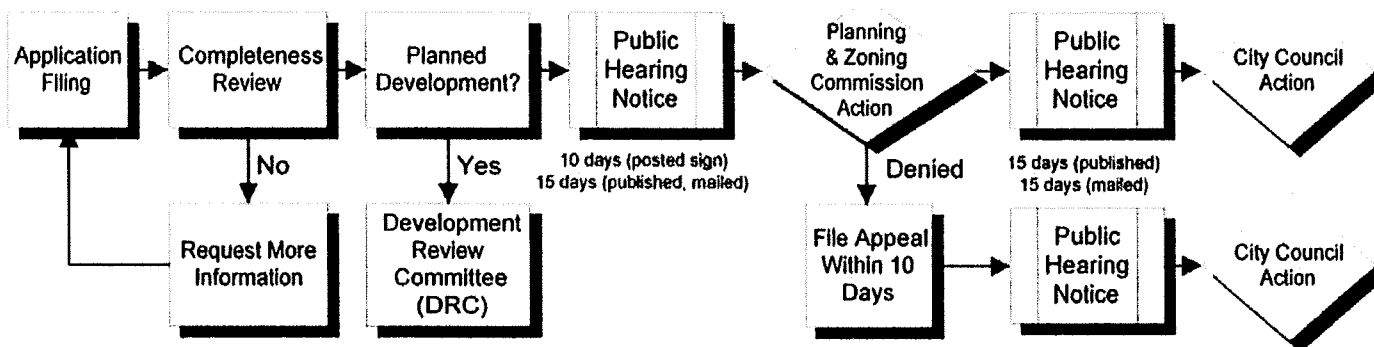 Application
Filing
Completeness
Review
Planned
Development?
Public
Hearing
Notice
Planning
& Zoning
Commission
Action
Public
Hearing
Notice
City Council
Action
No
Yes
10 days (posted sign)
15 days (published, mailed)
Denied
15 days (published)
15 days (mailed)
Request More
Information
Development
Review
Committee
(DRC)
File Appeal
Within 10
Days
Public
Hearing
Notice
City Council
Action